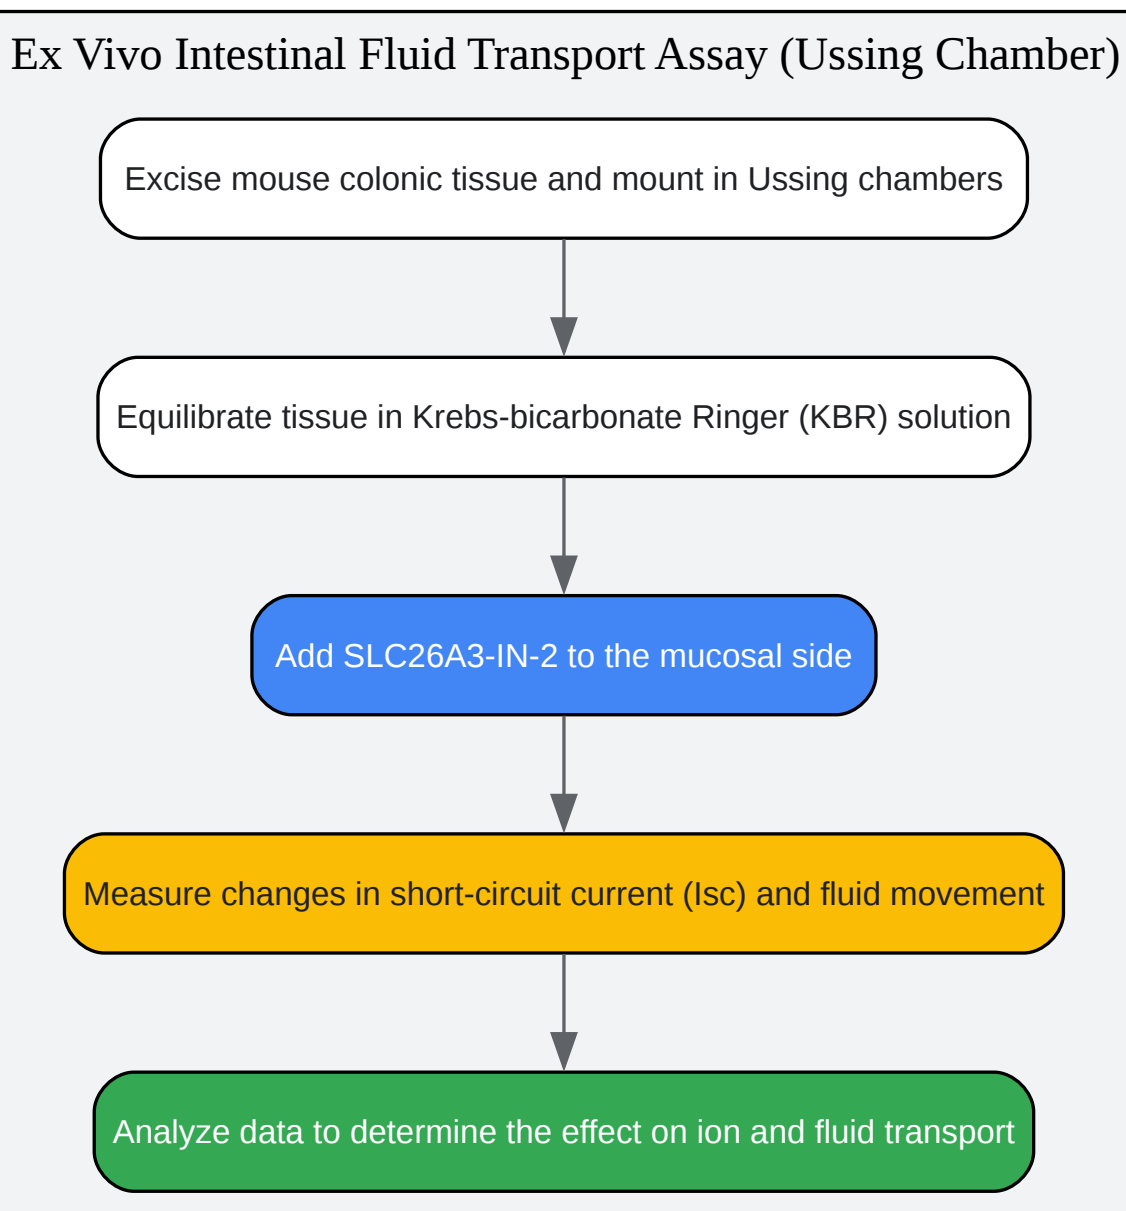 Ex Vivo Intestinal Fluid Transport Assay (Ussing Chamber)
Excise mouse colonic tissue and mount in Ussing chambers
Equilibrate tissue in Krebs-bicarbonate Ringer (KBR) solution
Add SLC26A3-IN-2 to the mucosal side
Measure changes in short-circuit current (Isc) and fluid movement
Analyze data to determine the effect on ion and fluid transport